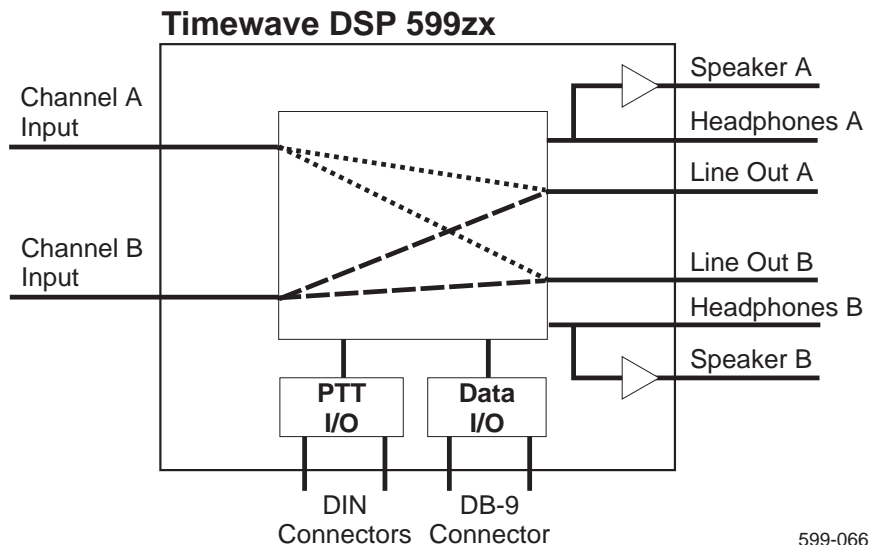 Timewave DSP 599zx
Channel A
Input
Channel B
Input
Speaker A
Headphones A
Line Out A
Line Out B
Headphones B
Speaker B
PTT
I/O
Data
I/O
DIN
Connectors
DB-9
Connector
599-066